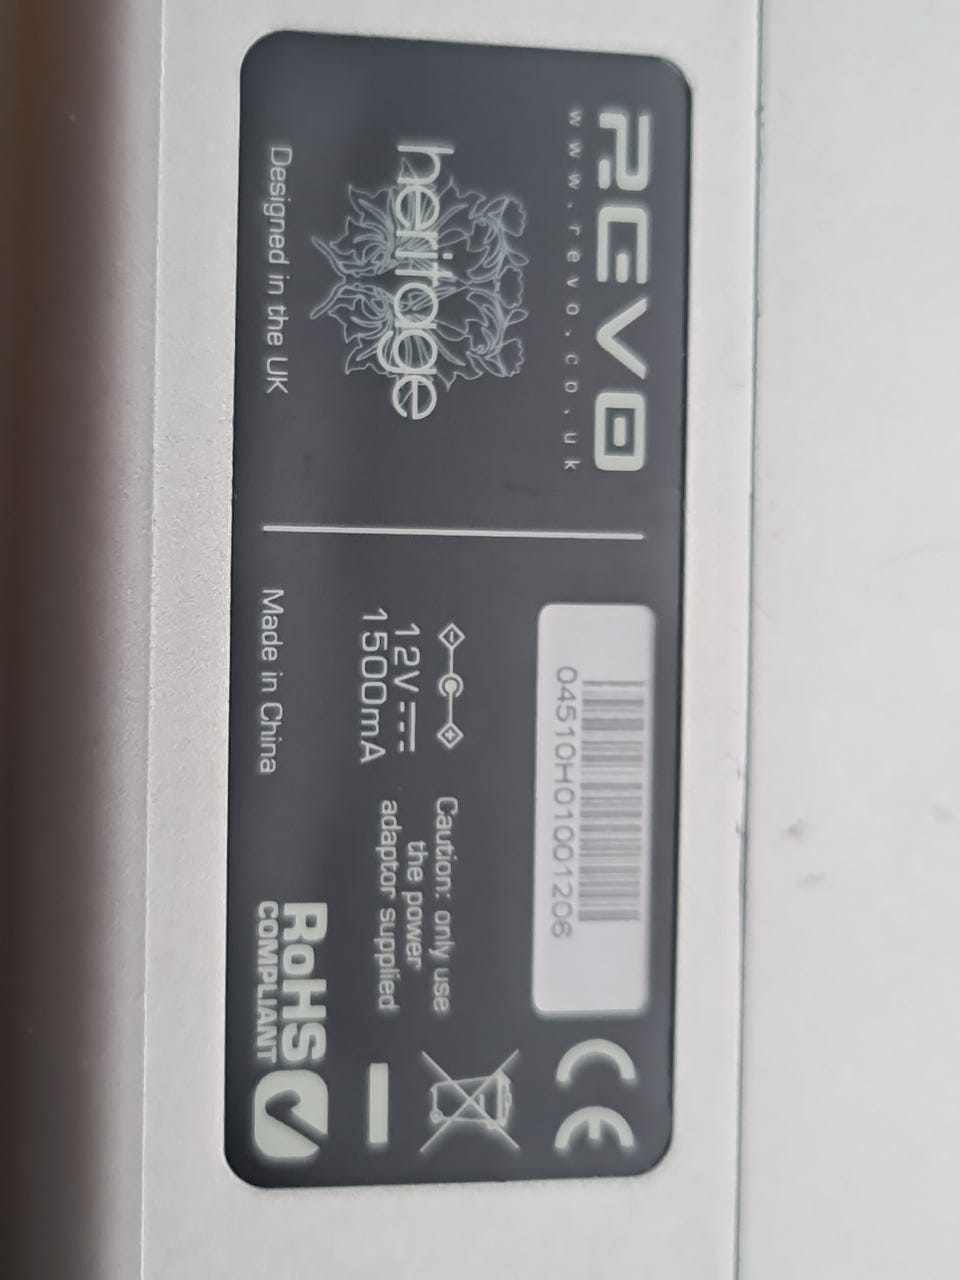 REVO
www.revo.co.uk
heritage
Designed in the UK
04510H01001206
12V
1500mA
Caution: only use
the power
adaptor supplied
Made in China
CE
RoHS
COMPLIANT